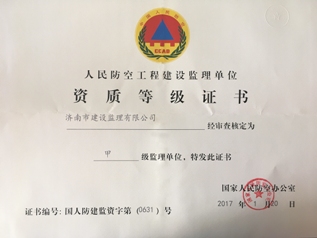 CCAD
人民防空工程建设监理单位
资质等级证书
济南市建设监理有限公司
经审查核定为
甲 级监理单位，特发此证书
国家人民防空办公室
2017 年 1 月 20 日
证书编号：国人防建监资字第（0631）号